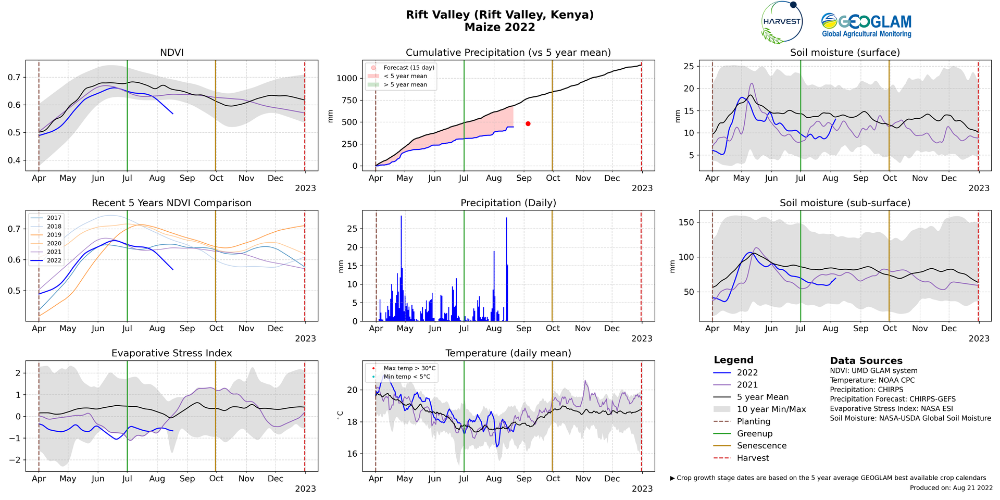 Rift Valley (Rift Valley, Kenya)
Maize 2022
HARVEST
GEOGLAM
Global Agricultural Monitoring
NDVI
0.7
0.6
0.5
0.4
Apr May Jun Jul Aug Sep Oct Nov Dec
2023
Cumulative Precipitation (vs 5 year mean)
Forecast (15 day)
< 5 year mean
> 5 year mean
mm
1000
750
500
250
0
Apr May Jun Jul Aug Sep Oct Nov Dec
2023
Soil moisture (surface)
mm
25
20
15
10
5
Apr May Jun Jul Aug Sep Oct Nov Dec
2023
Recent 5 Years NDVI Comparison
2017
2018
2019
2020
2021
2022
0.7
0.6
0.5
Apr May Jun Jul Aug Sep Oct Nov Dec
2023
Precipitation (Daily)
mm
25
20
15
10
5
0
Apr May Jun Jul Aug Sep Oct Nov Dec
2023
Soil moisture (sub-surface)
mm
150
100
50
Apr May Jun Jul Aug Sep Oct Nov Dec
2023
Evaporative Stress Index
2
1
0
−1
−2
Apr May Jun Jul Aug Sep Oct Nov Dec
2023
Temperature (daily mean)
Max temp > 30°C
Min temp < 5°C
°C
20
18
16
Apr May Jun Jul Aug Sep Oct Nov Dec
2023
Legend
2022
2021
5 year Mean
10 year Min/Max
Planting
Greenup
Senescence
Harvest
Data Sources
NDVI: UMD GLAM system
Temperature: NOAA CPC
Precipitation: CHIRPS
Precipitation Forecast: CHIRPS-GEFS
Evaporative Stress Index: NASA ESI
Soil Moisture: NASA-USDA Global Soil Moisture
▶ Crop growth stage dates are based on the 5 year average GEOGLAM best available crop calendars
Produced on: Aug 21 2022